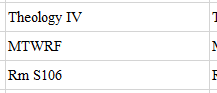 Theology IV
MTWRF
Rm S106